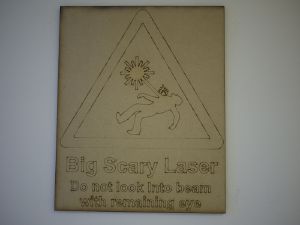 Big Scary Laser
Do not look into beam
with remaining eye